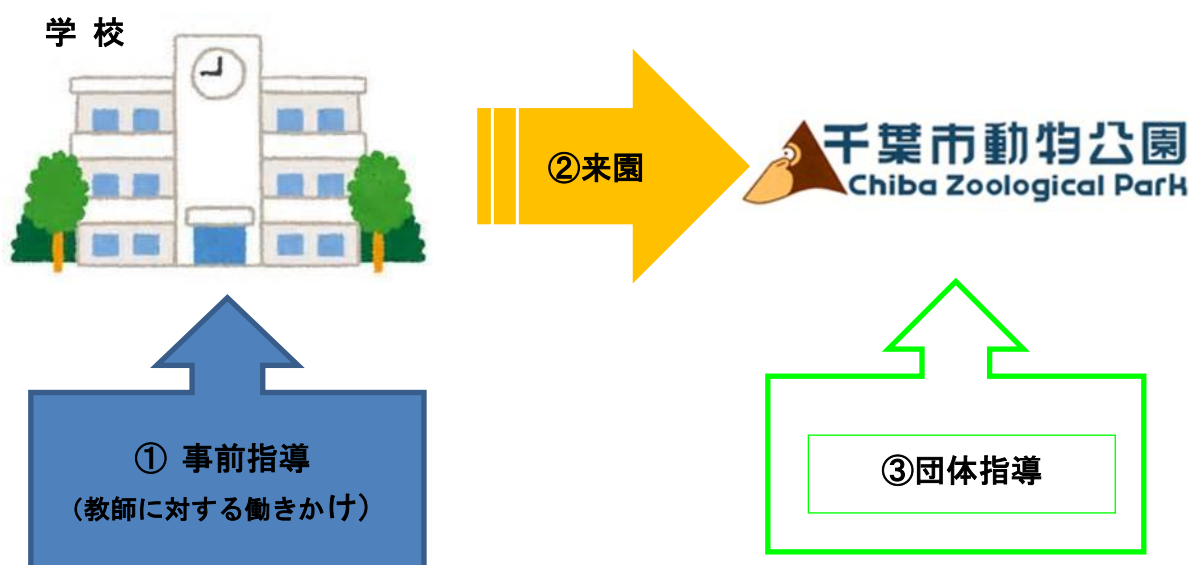 学 校
②来園
千葉市動物公園
Chiba Zoological Park
① 事前指導
（教師に対する働きかけ）
③団体指導